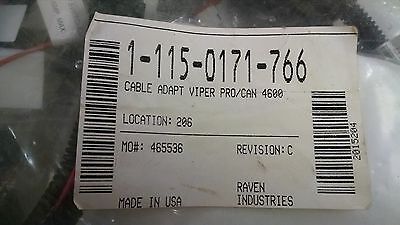 1-115-0171-766
CABLE ADAPT VIPER PRO/CAN 4600
LOCATION: 206
MO#: 465536 REVISION: C
MADE IN USA
RAVEN
INDUSTRIES
2015204